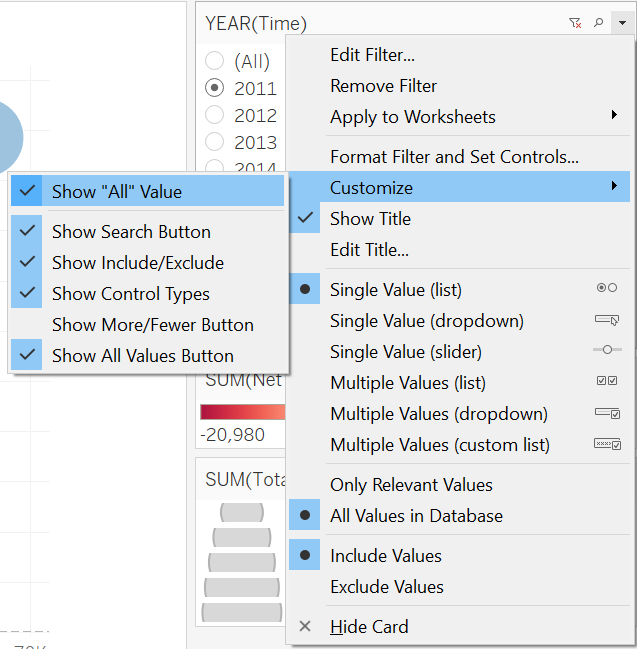 YEAR(Time)
(All)
2011
2012
2013
2014
Edit Filter...
Remove Filter
Apply to Worksheets
Format Filter and Set Controls...
Customize
Show Title
Edit Title...
Single Value (list)
Single Value (dropdown)
Single Value (slider)
Multiple Values (list)
Multiple Values (dropdown)
Multiple Values (custom list)
Only Relevant Values
All Values in Database
Include Values
Exclude Values
Hide Card
Show "All" Value
Show Search Button
Show Include/Exclude
Show Control Types
Show More/Fewer Button
Show All Values Button
SUM(Net
-20,980
SUM(Tota